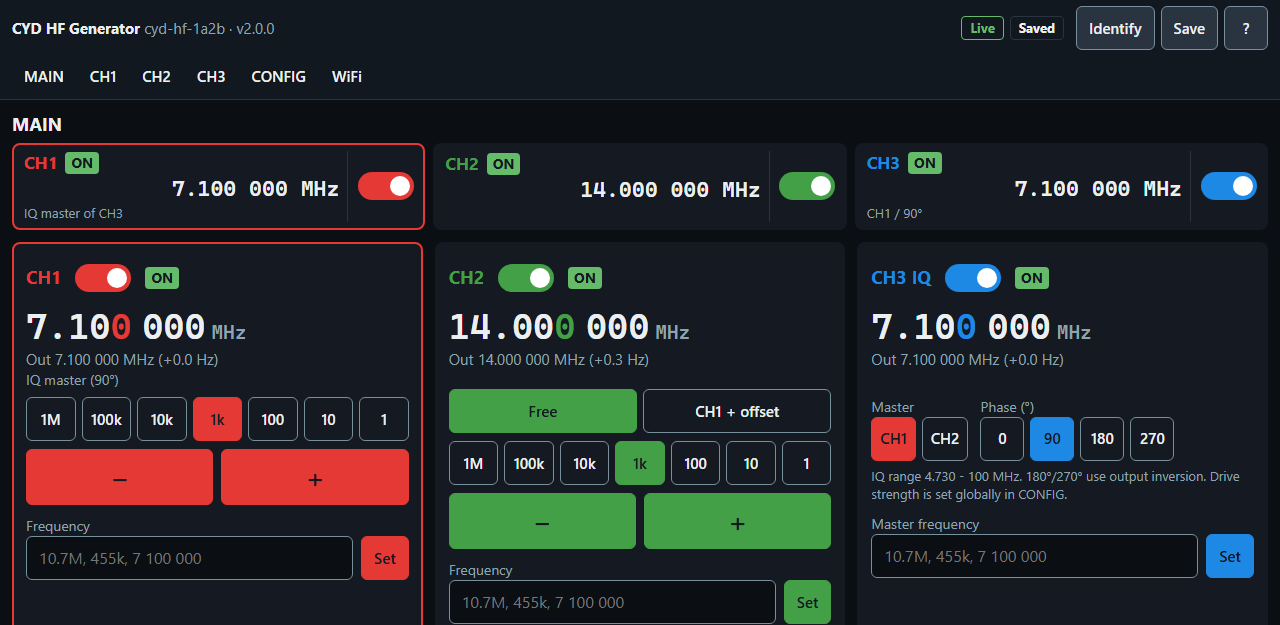 CYD HF Generator cyd-hf-1a2b · v2.0.0
Live Saved Identify Save ?
MAIN CH1 CH2 CH3 CONFIG WiFi
MAIN
CH1 ON
7.100 000 MHz
IQ master of CH3
CH2 ON
14.000 000 MHz
CH3 ON
7.100 000 MHz
CH1 / 90°
CH1 ON
7.100 000 MHz
Out 7.100 000 MHz (+0.0 Hz)
IQ master (90°)
1M 100k 10k 1k 100 10 1
− +
Frequency
10.7M, 455k, 7 100 000 Set
CH2 ON
14.000 000 MHz
Out 14.000 000 MHz (+0.3 Hz)
Free CH1 + offset
1M 100k 10k 1k 100 10 1
− +
Frequency
10.7M, 455k, 7 100 000 Set
CH3 IQ ON
7.100 000 MHz
Out 7.100 000 MHz (+0.0 Hz)
Master Phase (°)
CH1 CH2 0 90 180 270
IQ range 4.730 - 100 MHz. 180°/270° use output inversion. Drive
strength is set globally in CONFIG.
Master frequency
10.7M, 455k, 7 100 000 Set